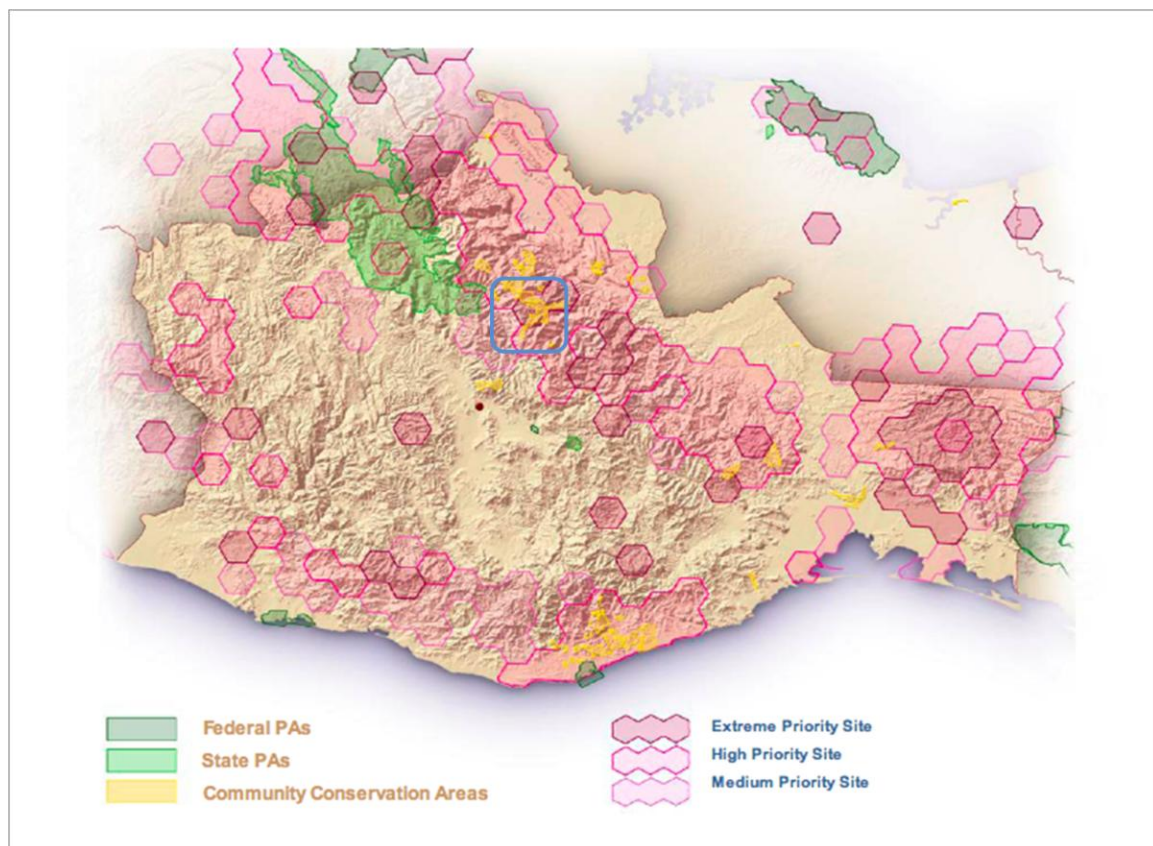 Federal PAs
State PAs
Community Conservation Areas
Extreme Priority Site
High Priority Site
Medium Priority Site